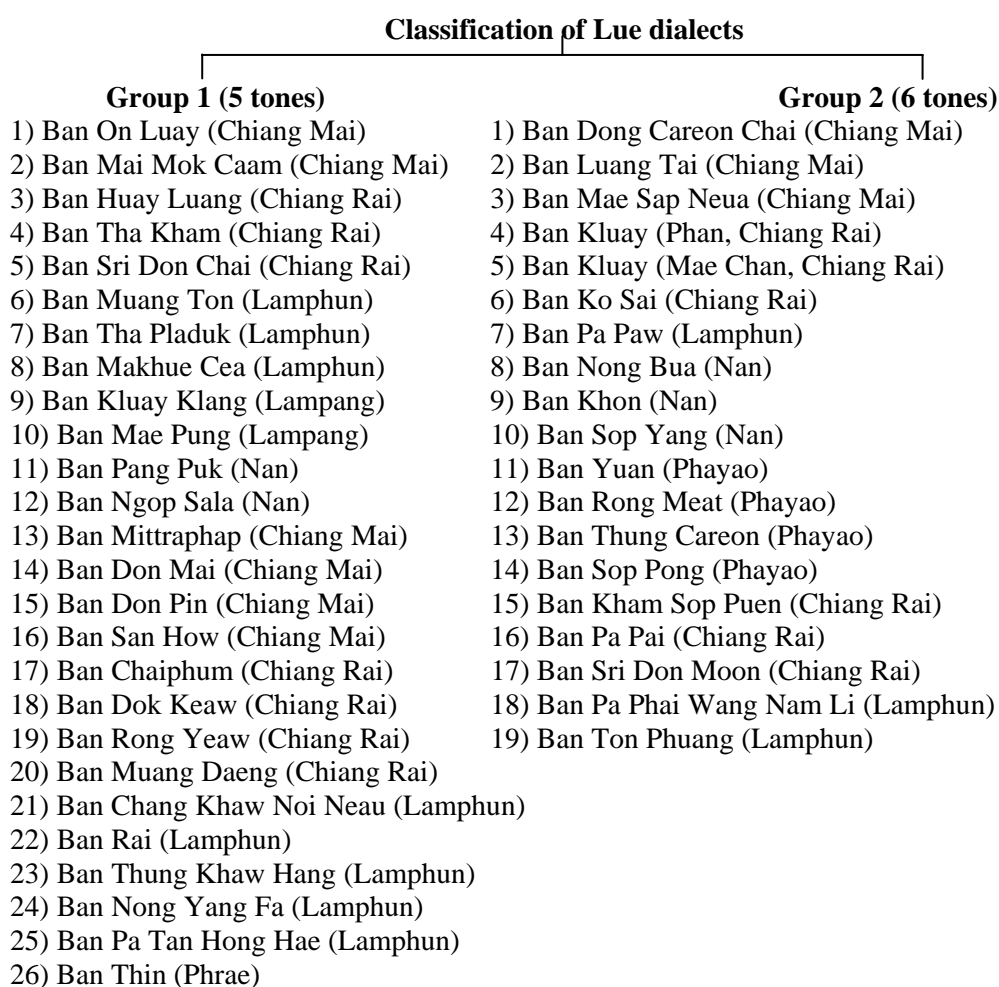 Classification of Lue dialects
Group 1 (5 tones)
1) Ban On Luay (Chiang Mai)
2) Ban Mai Mok Caam (Chiang Mai)
3) Ban Huay Luang (Chiang Rai)
4) Ban Tha Kham (Chiang Rai)
5) Ban Sri Don Chai (Chiang Rai)
6) Ban Muang Ton (Lamphun)
7) Ban Tha Pladuk (Lamphun)
8) Ban Makhue Cea (Lamphun)
9) Ban Kluay Klang (Lampang)
10) Ban Mae Pung (Lampang)
11) Ban Pang Puk (Nan)
12) Ban Ngop Sala (Nan)
13) Ban Mittraphap (Chiang Mai)
14) Ban Don Mai (Chiang Mai)
15) Ban Don Pin (Chiang Mai)
16) Ban San How (Chiang Mai)
17) Ban Chaiphum (Chiang Rai)
18) Ban Dok Keaw (Chiang Rai)
19) Ban Rong Yeaw (Chiang Rai)
20) Ban Muang Daeng (Chiang Rai)
21) Ban Chang Khaw Noi Neau (Lamphun)
22) Ban Rai (Lamphun)
23) Ban Thung Khaw Hang (Lamphun)
24) Ban Nong Yang Fa (Lamphun)
25) Ban Pa Tan Hong Hae (Lamphun)
26) Ban Thin (Phrae)
Group 2 (6 tones)
1) Ban Dong Careon Chai (Chiang Mai)
2) Ban Luang Tai (Chiang Mai)
3) Ban Mae Sap Neua (Chiang Mai)
4) Ban Kluay (Phan, Chiang Rai)
5) Ban Kluay (Mae Chan, Chiang Rai)
6) Ban Ko Sai (Chiang Rai)
7) Ban Pa Paw (Lamphun)
8) Ban Nong Bua (Nan)
9) Ban Khon (Nan)
10) Ban Sop Yang (Nan)
11) Ban Yuan (Phayao)
12) Ban Rong Meat (Phayao)
13) Ban Thung Careon (Phayao)
14) Ban Sop Pong (Phayao)
15) Ban Kham Sop Puen (Chiang Rai)
16) Ban Pa Pai (Chiang Rai)
17) Ban Sri Don Moon (Chiang Rai)
18) Ban Pa Phai Wang Nam Li (Lamphun)
19) Ban Ton Phuang (Lamphun)